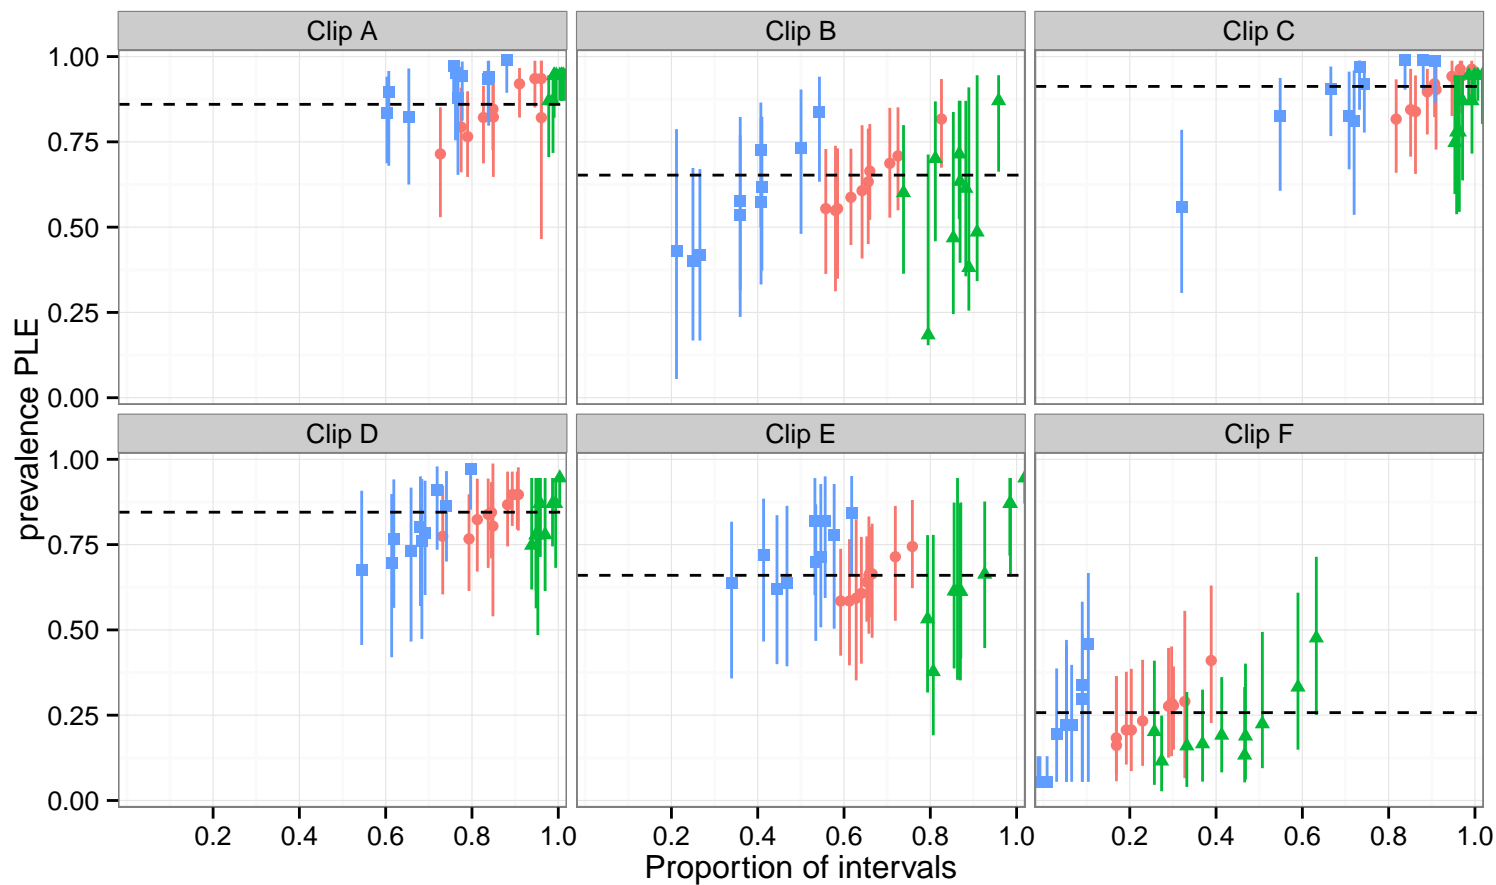 Clip A
Clip B
Clip C
1.00
0.75
0.50
0.25
0.00
Clip D
Clip E
Clip F
1.00
0.75
0.50
0.25
0.00
prevalence PLE
0.2 0.4 0.6 0.8 1.0
0.2 0.4 0.6 0.8 1.0
0.2 0.4 0.6 0.8 1.0
Proportion of intervals